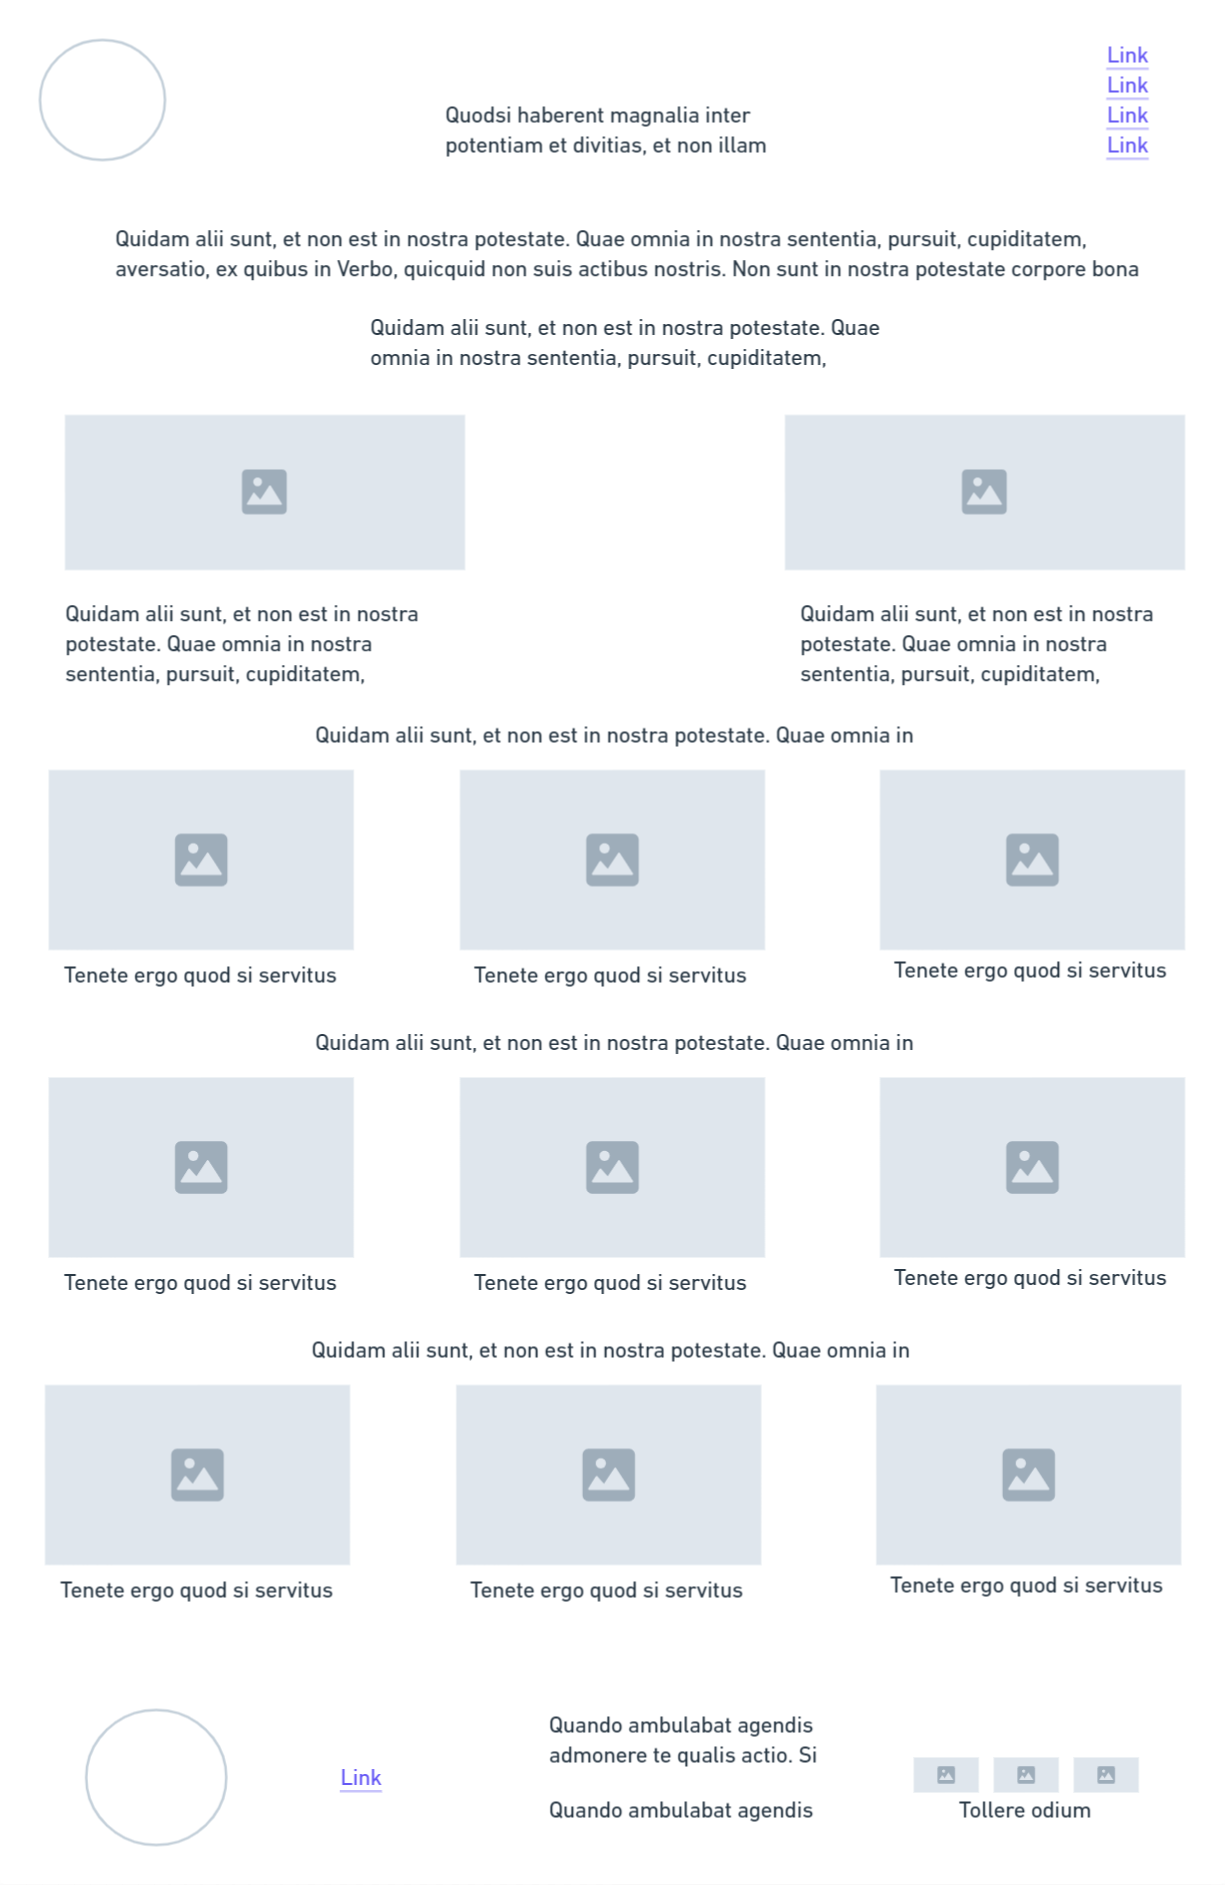 Link
Link
Quodsi haberent magnalia inter
Link
potentiam et divitias, et non illam
Link
Quidam alii sunt, et non est in nostra potestate. Quae omnia in nostra sententia, pursuit, cupiditatem,
aversatio, ex quibus in Verbo, quicquid non suis actibus nostris. Non sunt in nostra potestate corpore bona
Quidam alii sunt, et non est in nostra potestate. Quae
omnia in nostra sententia, pursuit, cupiditatem,
Quidam alii sunt, et non est in nostra
potestate. Quae omnia in nostra
sententia, pursuit, cupiditatem,
Quidam alii sunt, et non est in nostra
potestate. Quae omnia in nostra
sententia, pursuit, cupiditatem,
Quidam alii sunt, et non est in nostra potestate. Quae omnia in
Tenete ergo quod si servitus
Tenete ergo quod si servitus
Tenete ergo quod si servitus
Quidam alii sunt, et non est in nostra potestate. Quae omnia in
Tenete ergo quod si servitus
Tenete ergo quod si servitus
Tenete ergo quod si servitus
Quidam alii sunt, et non est in nostra potestate. Quae omnia in
Tenete ergo quod si servitus
Tenete ergo quod si servitus
Tenete ergo quod si servitus
Link
Quando ambulabat agendis
admonere te qualis actio. Si
Quando ambulabat agendis
Tollere odium